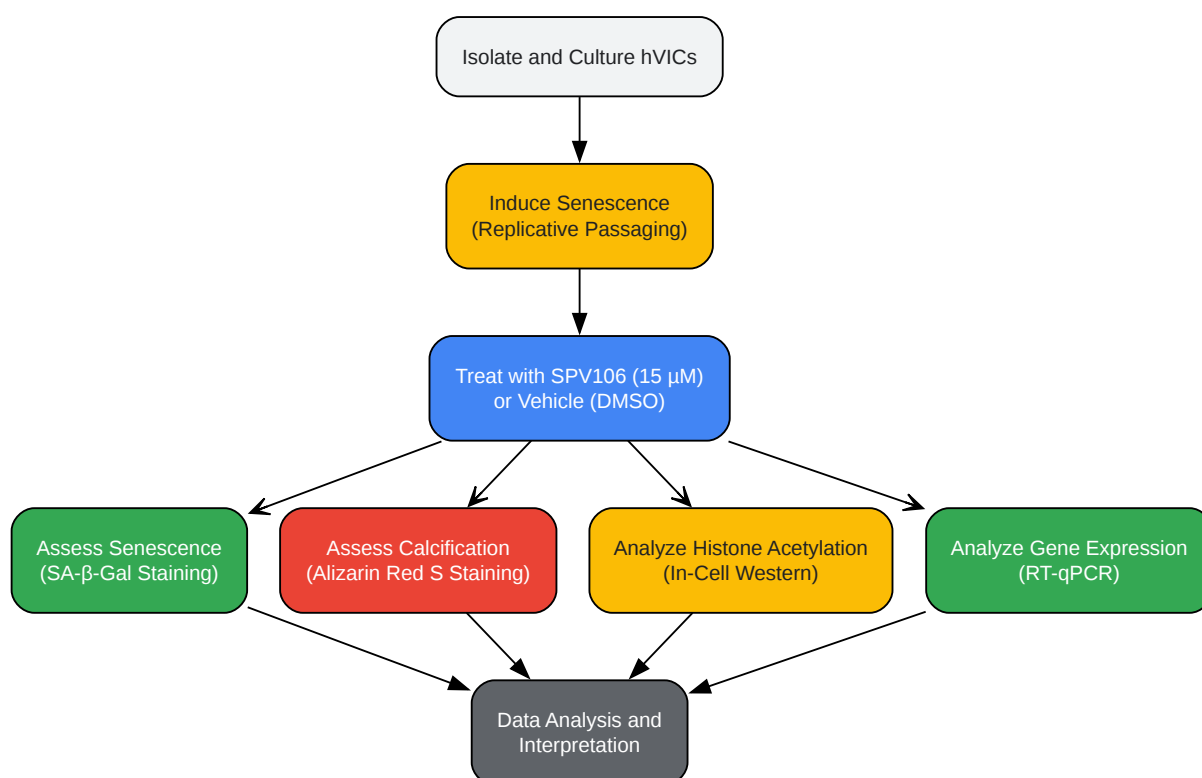 Isolate and Culture hVICs
Induce Senescence
(Replicative Passaging)
Treat with SPV106 (15 µM)
or Vehicle (DMSO)
Assess Senescence
(SA-β-Gal Staining)
Assess Calcification
(Alizarin Red S Staining)
Analyze Histone Acetylation
(In-Cell Western)
Analyze Gene Expression
(RT-qPCR)
Data Analysis and
Interpretation